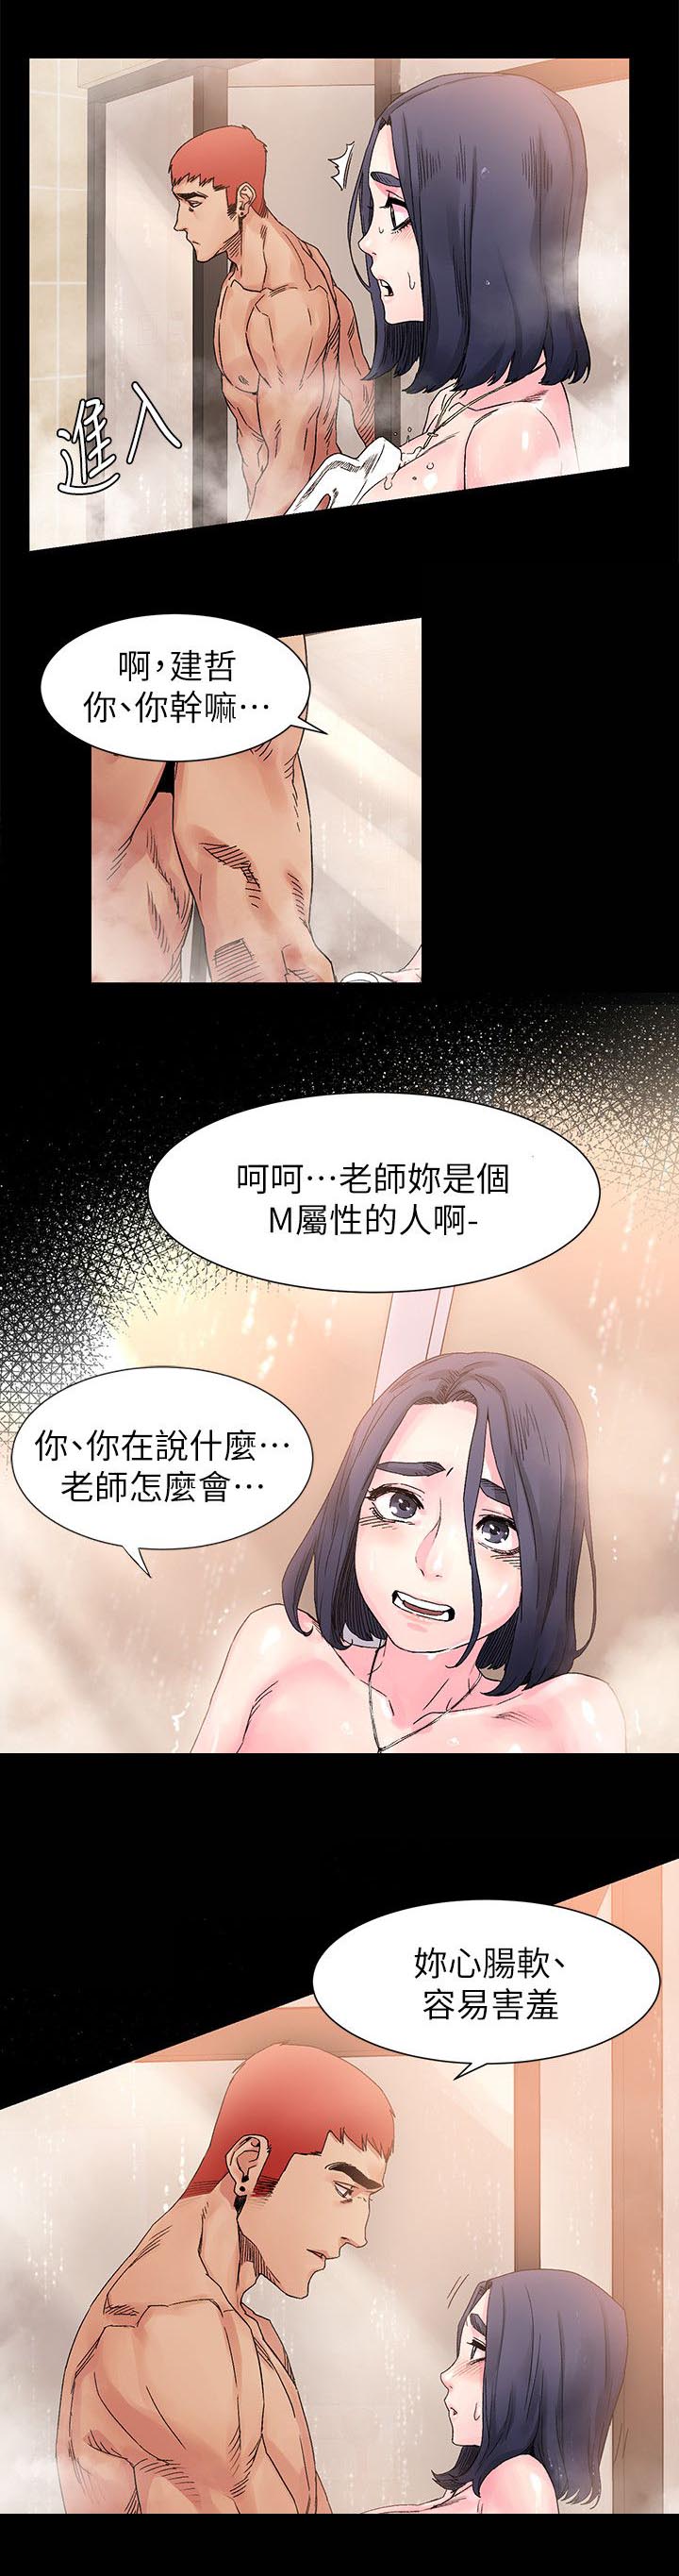 進入
啊，建哲
你、你幹嘛⋯
呵呵⋯老師妳是個
M屬性的人啊-
你、你在說什麼⋯
老師怎麼會⋯
妳心腸軟、
容易害羞